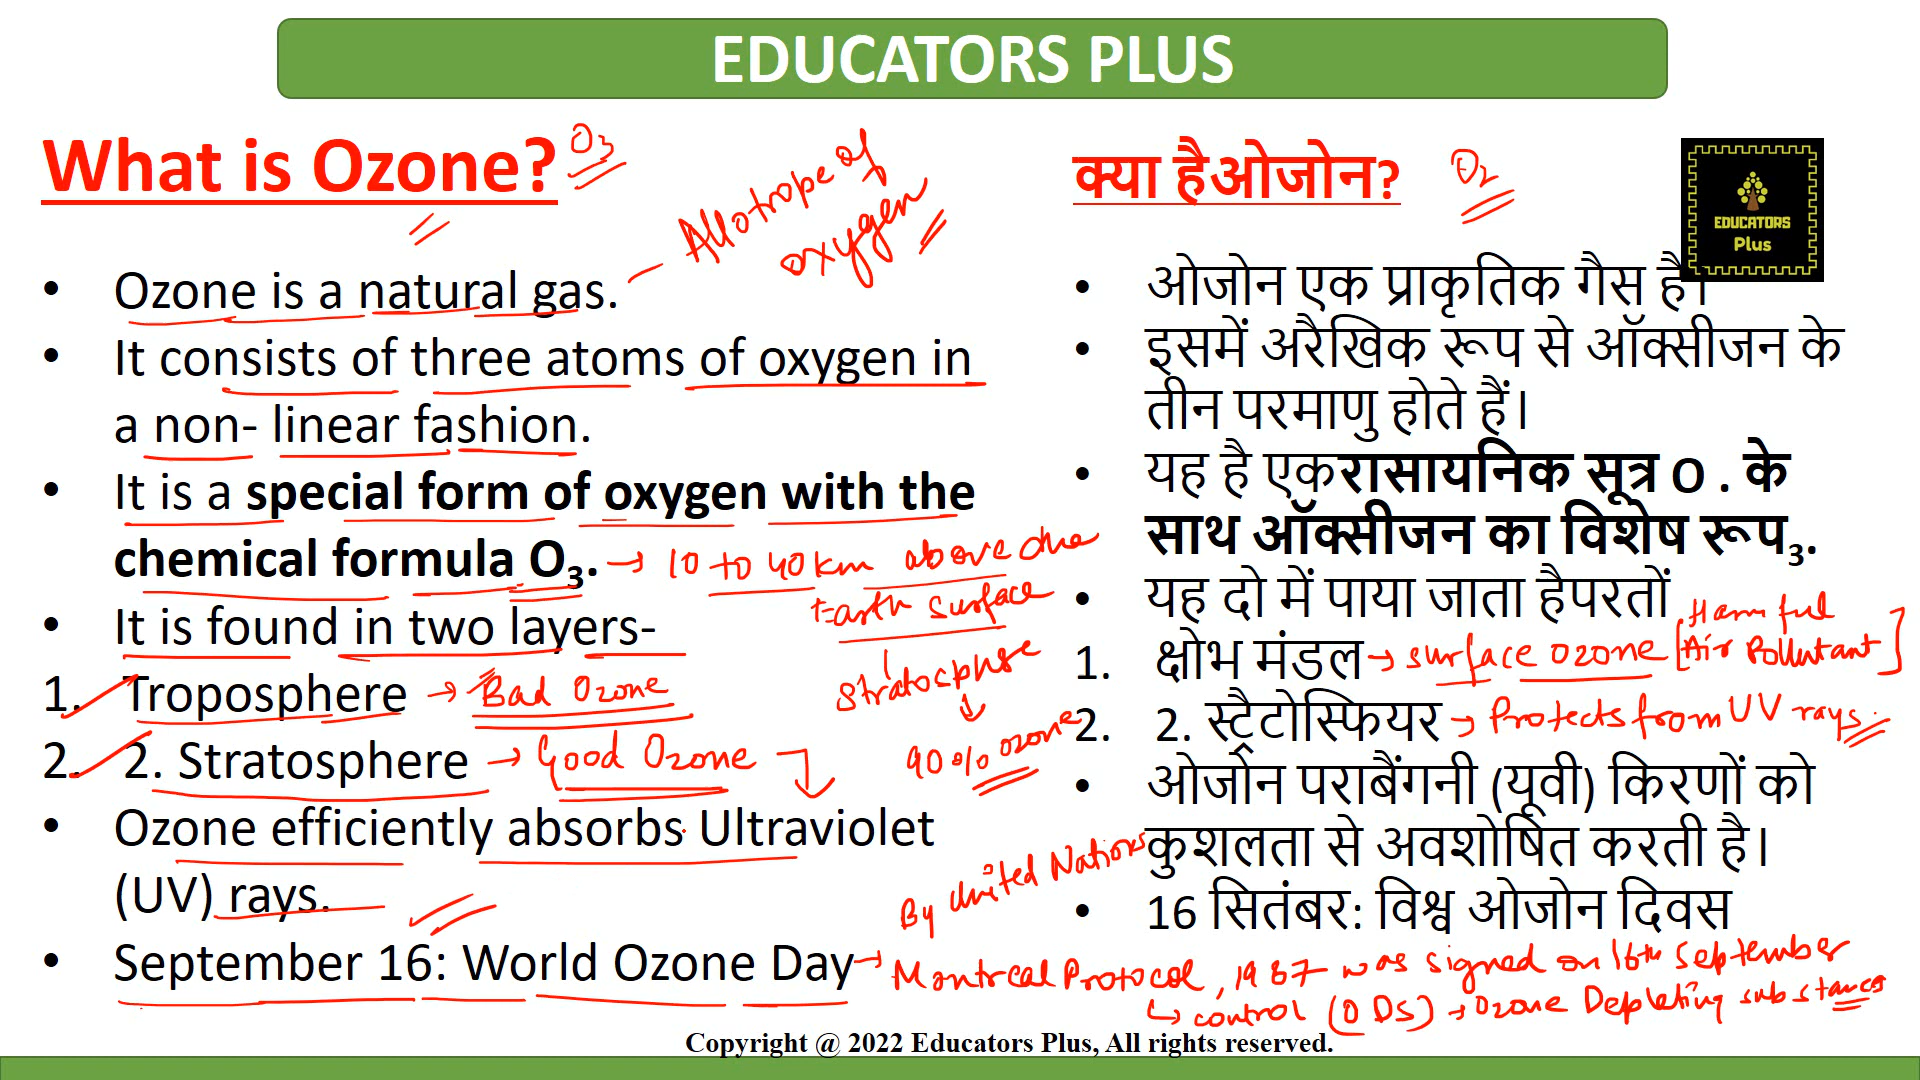 EDUCATORS PLUS
What is Ozone?
O3
Allotrope of
oxygen
• Ozone is a natural gas.
• It consists of three atoms of oxygen in
a non- linear fashion.
• It is a special form of oxygen with the
chemical formula O₃.
→ 10 to 40 km above due
Earth surface
↓
Stratosphere
↓
90% ozone
• It is found in two layers-
1. Troposphere → Bad Ozone
2. 2. Stratosphere → Good Ozone
• Ozone efficiently absorbs Ultraviolet
(UV) rays.
• September 16: World Ozone Day
By United Nations
→ Montreal Protocol, 1987 was signed on 16th September
↳ control (ODS) → Ozone Depleting substances
क्या हैओजोन?
O2
EDUCATORS
Plus
• ओजोन एक प्राकृतिक गैस है।
• इसमें अरैखिक रूप से ऑक्सीजन के
तीन परमाणु होते हैं।
• यह है एकरासायनिक सूत्र O . के
साथ ऑक्सीजन का विशेष रूप₃.
• यह दो में पाया जाता हैपरतों
1. क्षोभ मंडल → surface ozone [Harmful
Air Pollutant]
2. 2. स्ट्रैटोस्फियर → Protects from UV rays.
• ओजोन पराबैंगनी (यूवी) किरणों को
कुशलता से अवशोषित करती है।
• 16 सितंबर: विश्व ओजोन दिवस
Copyright @ 2022 Educators Plus, All rights reserved.